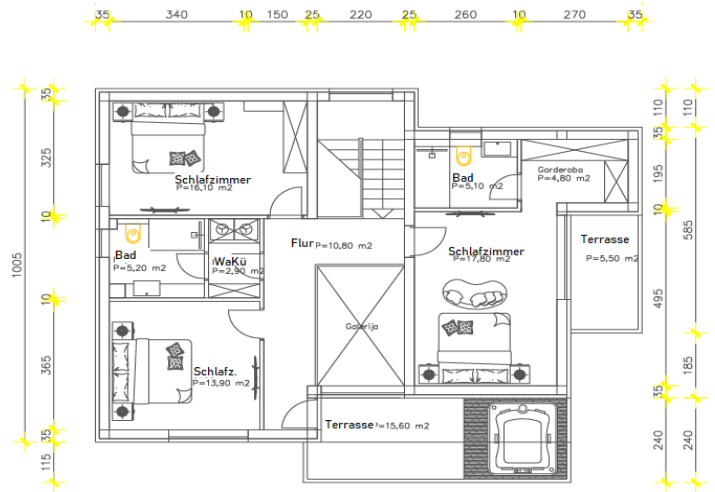 35 340 10 150 25 220 25 260 10 270 35
35 325 10 10 365 35 115
1005
110 35 195 10 495 35 240
110 585 185 240
Schlafzimmer
P=16,10 m2
Bad
P=5,10 m2
Garderoba
P=4,80 m2
Bad
P=5,20 m2
WaKü
P=2,90 m2
Flur P=10,80 m2
Schlafzimmer
P=17,80 m2
Terrasse
P=5,50 m2
Galerija
Schlafz.
P=13,90 m2
Terrasse P=15,60 m2